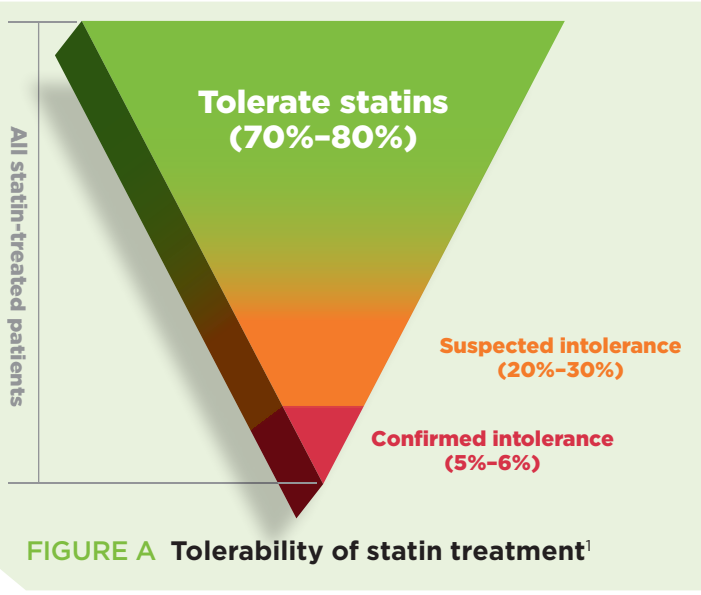 All statin-treated patients
Tolerate statins
(70%–80%)
Suspected intolerance
(20%–30%)
Confirmed intolerance
(5%–6%)
FIGURE A Tolerability of statin treatment¹